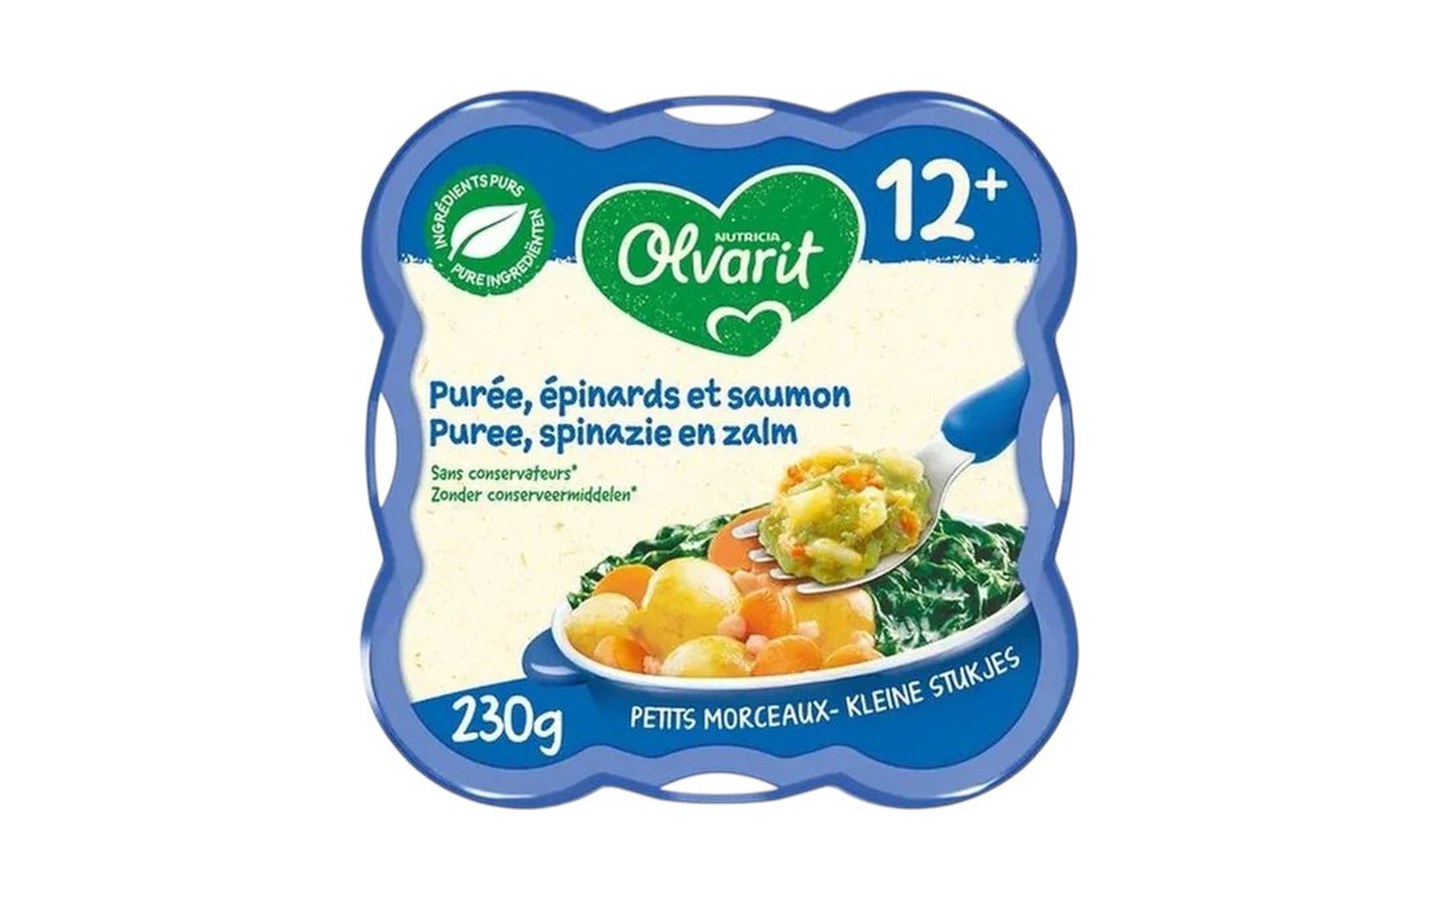 INGRÉDIENTS PURS
PURE INGREDIËNTEN
NUTRICIA
Olvarit
12+
Purée, épinards et saumon
Puree, spinazie en zalm
Sans conservateurs*
Zonder conserveermiddelen*
230g
PETITS MORCEAUX- KLEINE STUKJES